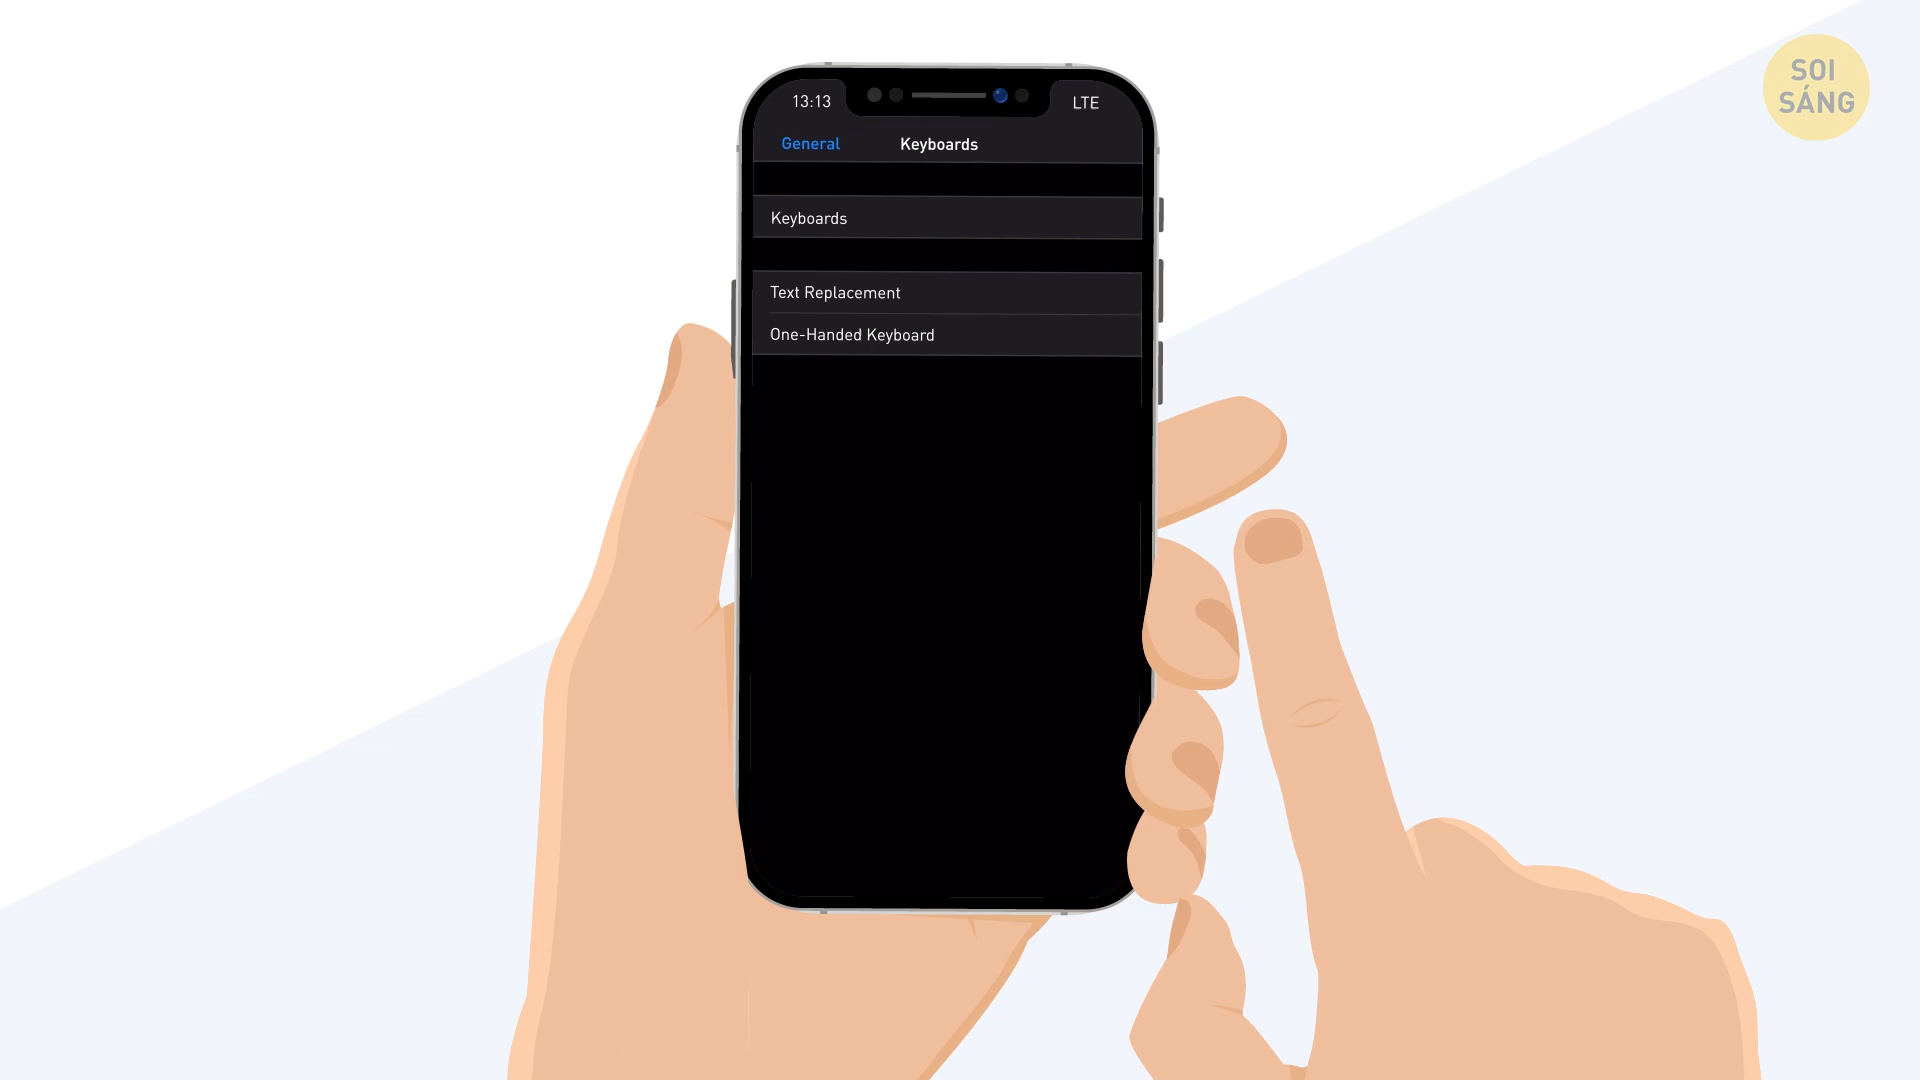 SOI
SÁNG
13:13
LTE
General
Keyboards
Keyboards
Text Replacement
One-Handed Keyboard